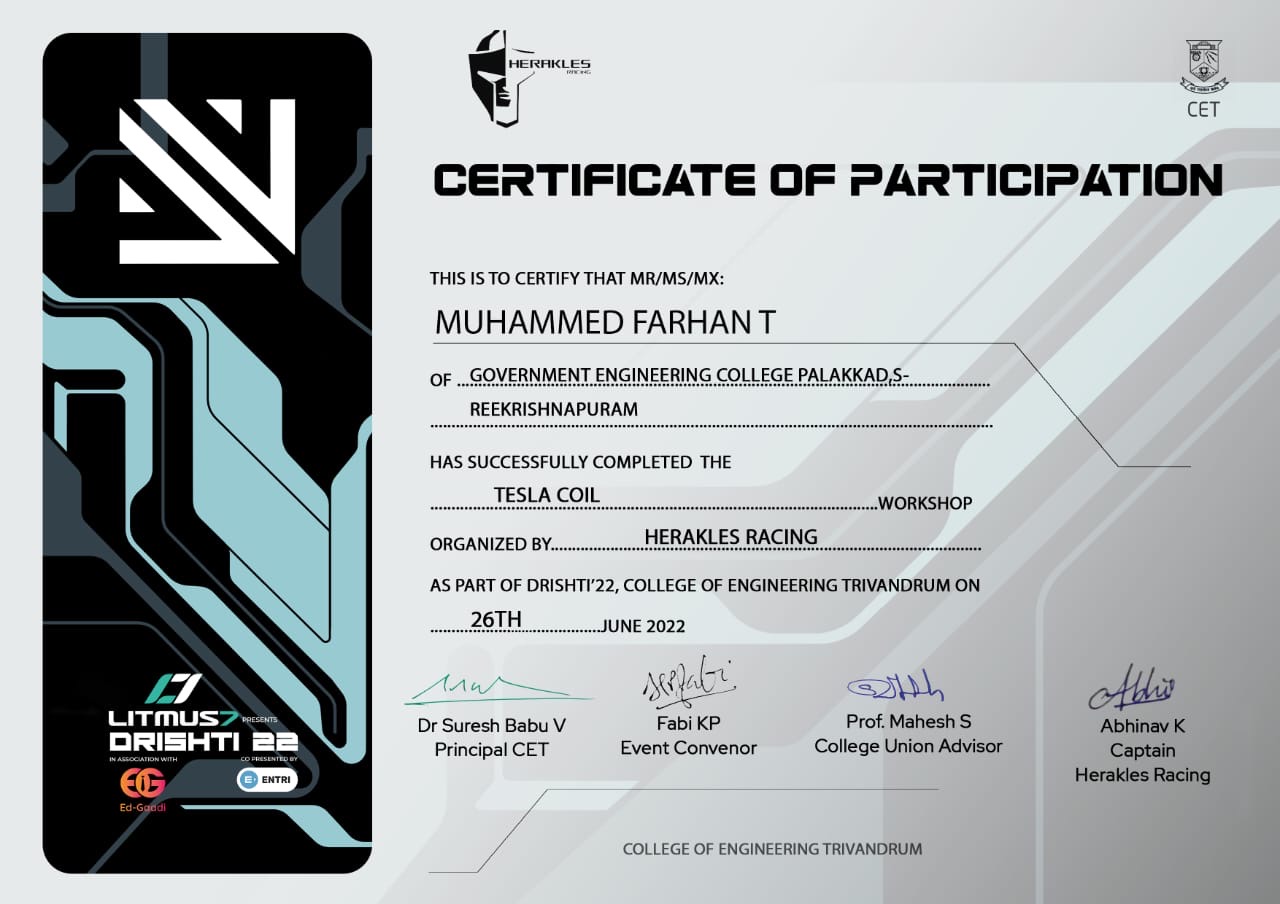 HERAKLES
RACING
CET
CERTIFICATE OF PARTICIPATION
THIS IS TO CERTIFY THAT MR/MS/MX:
MUHAMMED FARHAN T
OF ...GOVERNMENT ENGINEERING COLLEGE PALAKKAD,S-
REEKRISHNAPURAM
HAS SUCCESSFULLY COMPLETED THE
TESLA COIL WORKSHOP
ORGANIZED BY HERAKLES RACING
AS PART OF DRISHTI’22, COLLEGE OF ENGINEERING TRIVANDRUM ON
26TH JUNE 2022
Dr Suresh Babu V
Principal CET
Fabi KP
Event Convenor
Prof. Mahesh S
College Union Advisor
Abhinav K
Captain
Herakles Racing
LITMUS7 PRESENTS
DRISHTI 22
IN ASSOCIATION WITH
CO PRESENTED BY
Ed-Gaadi
E ENTRI
COLLEGE OF ENGINEERING TRIVANDRUM